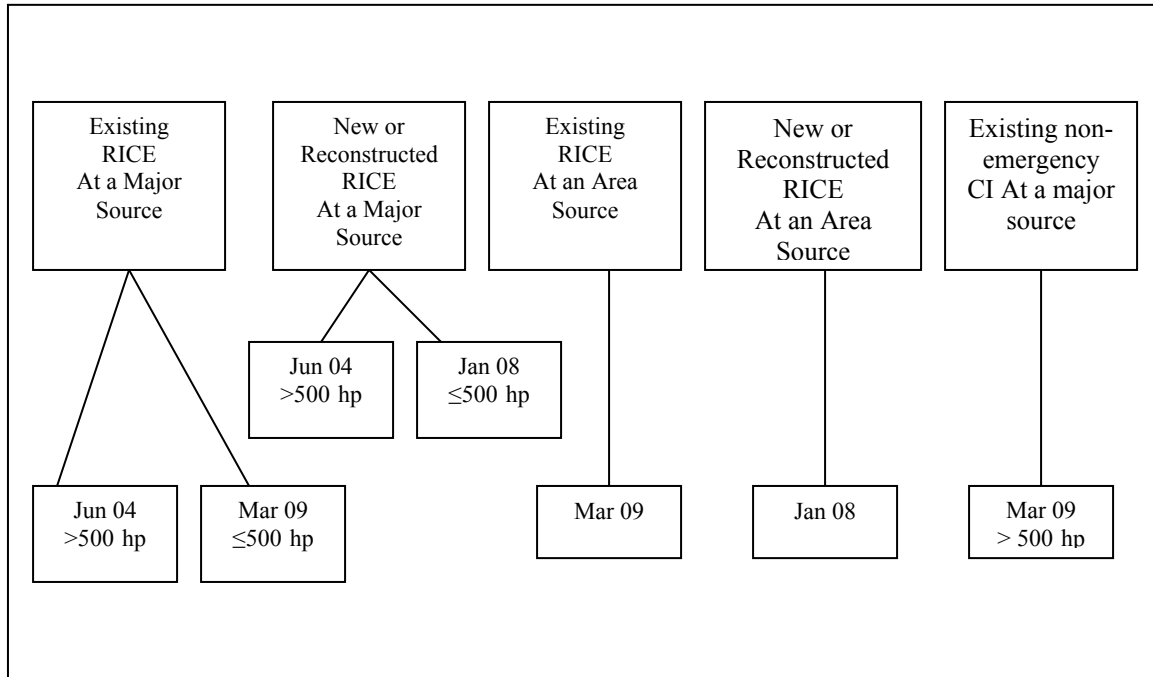 Existing
RICE
At a Major
Source
New or
Reconstructed
RICE
At a Major
Source
Existing
RICE
At an Area
Source
New or
Reconstructed
RICE
At an Area
Source
Existing non-
emergency
CI At a major
source
Jun 04
>500 hp
Jan 08
≤500 hp
Jun 04
>500 hp
Mar 09
≤500 hp
Mar 09
Jan 08
Mar 09
> 500 hp